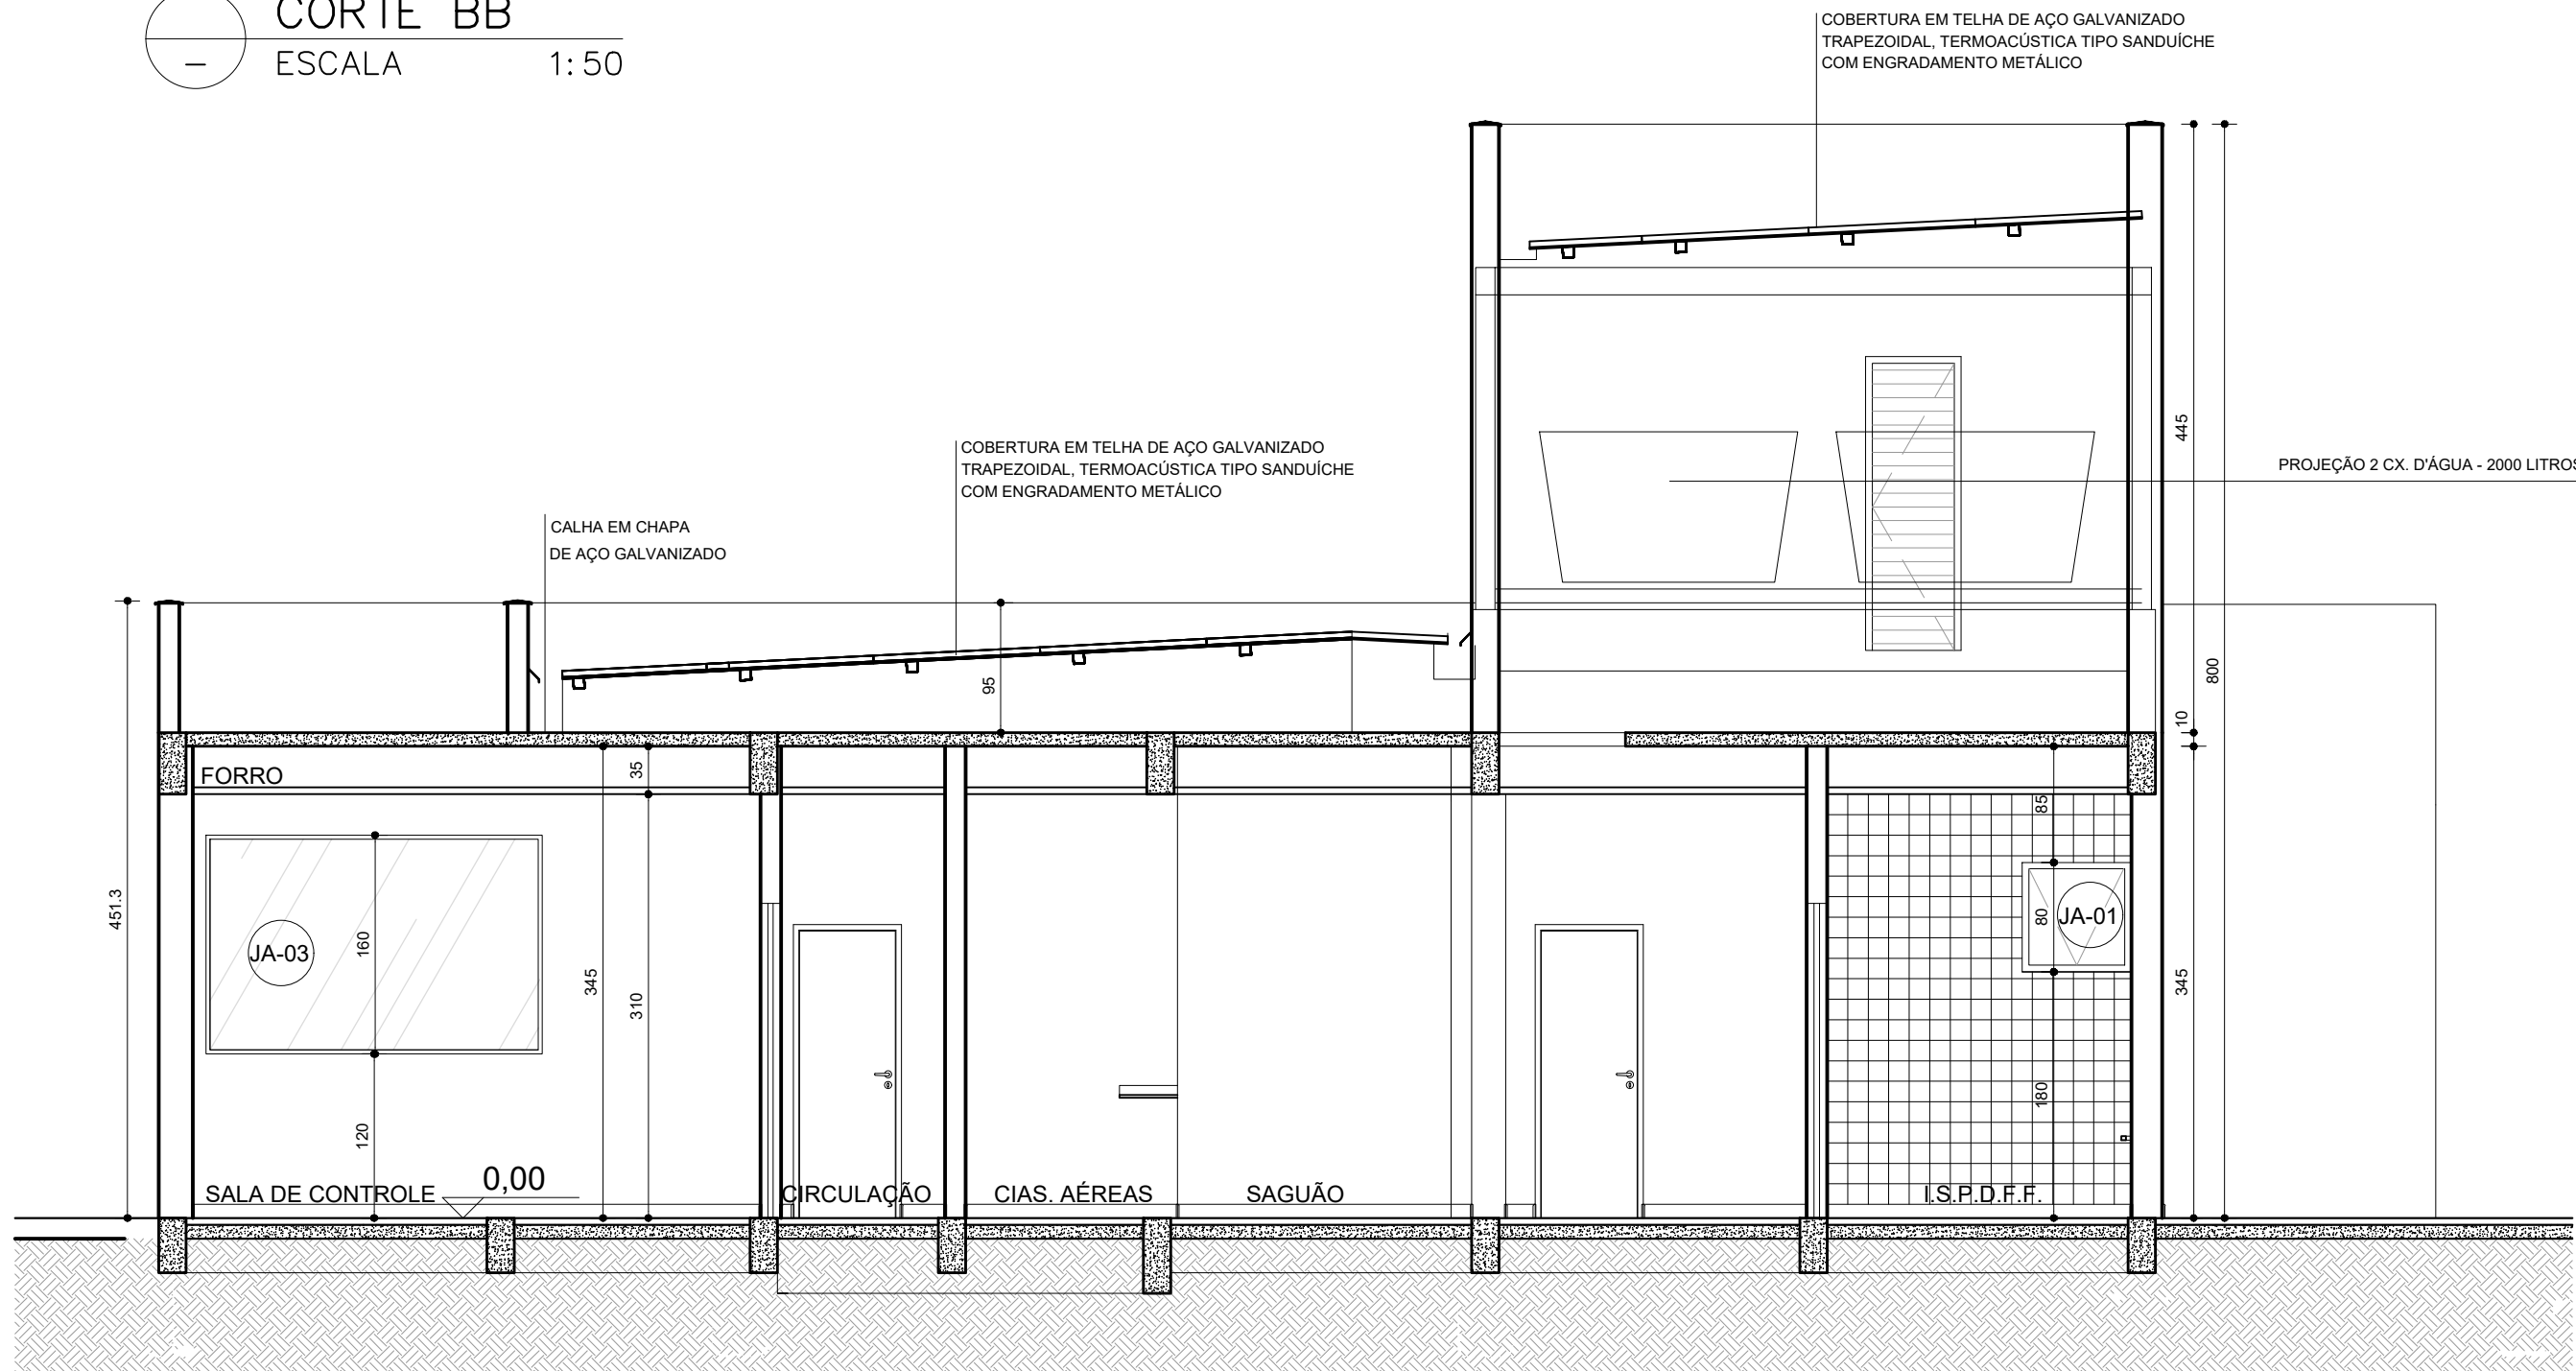 CORTE BB
–
ESCALA 1:50
COBERTURA EM TELHA DE AÇO GALVANIZADO
TRAPEZOIDAL, TERMOACÚSTICA TIPO SANDUÍCHE
COM ENGRADAMENTO METÁLICO
COBERTURA EM TELHA DE AÇO GALVANIZADO
TRAPEZOIDAL, TERMOACÚSTICA TIPO SANDUÍCHE
COM ENGRADAMENTO METÁLICO
CALHA EM CHAPA
DE AÇO GALVANIZADO
PROJEÇÃO 2 CX. D'ÁGUA - 2000 LITROS
445
800
10
95
35
FORRO
85
451.3
JA-03
160
345
310
120
80
JA-01
345
180
SALA DE CONTROLE
0,00
CIRCULAÇÃO
CIAS. AÉREAS
SAGUÃO
I.S.P.D.F.F.